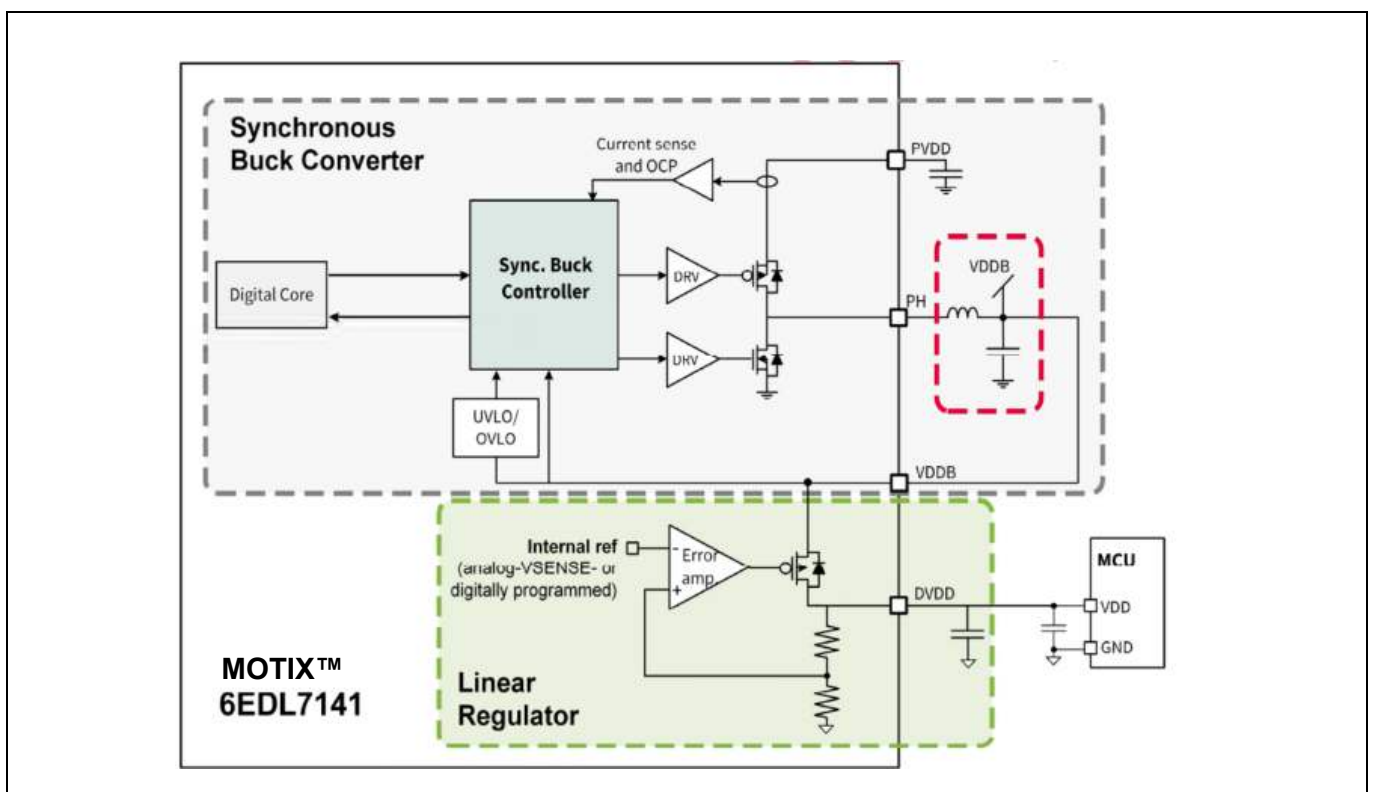 Synchronous
Buck Converter
Current sense
and OCP
PVDD
Digital Core
Sync. Buck
Controller
DRV
VDDB
PH
DRV
UVLO/
OVLO
VDDB
Internal ref
(analog-VSENSE- or
digitally programmed)
-
Error
amp.
+
DVDD
MCU
VDD
GND
MOTIX™
6EDL7141
Linear
Regulator